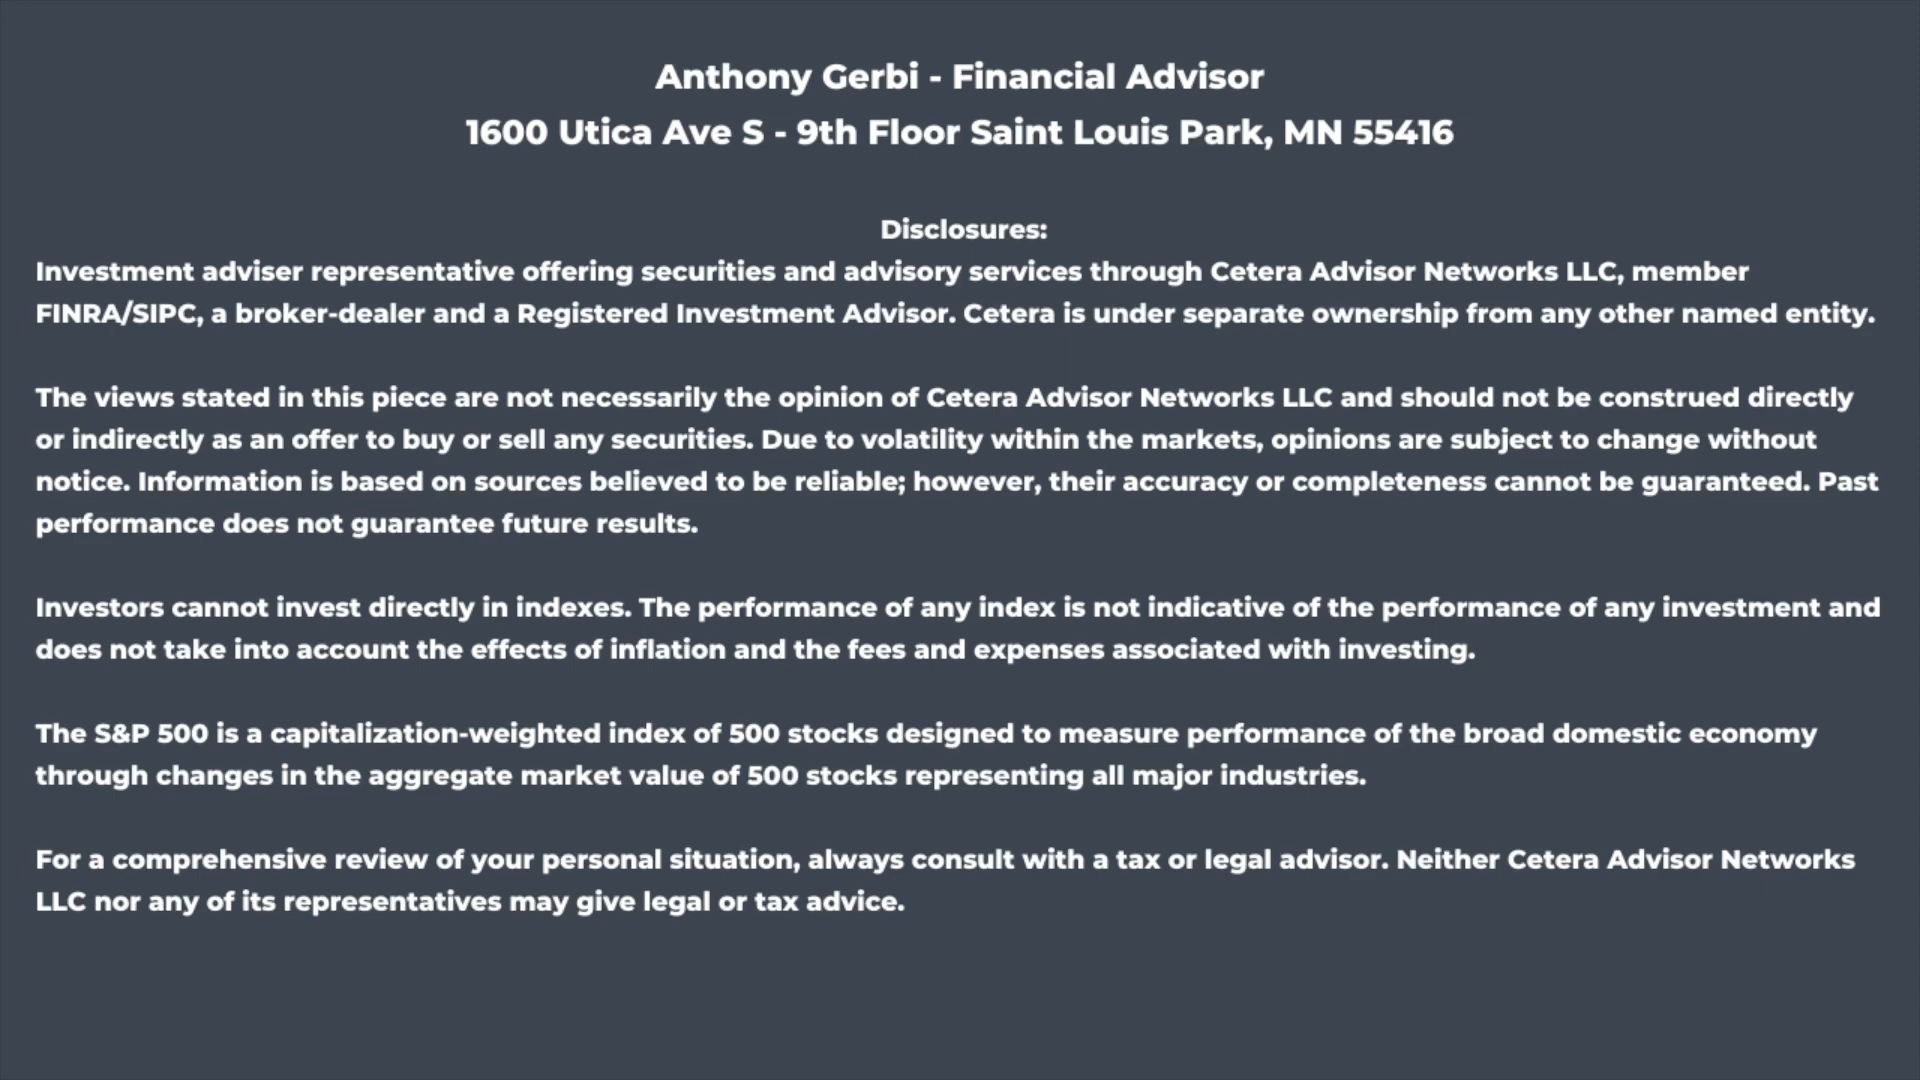 Anthony Gerbi - Financial Advisor
1600 Utica Ave S - 9th Floor Saint Louis Park, MN 55416
Disclosures:
Investment adviser representative offering securities and advisory services through Cetera Advisor Networks LLC, member
FINRA/SIPC, a broker-dealer and a Registered Investment Advisor. Cetera is under separate ownership from any other named entity.
The views stated in this piece are not necessarily the opinion of Cetera Advisor Networks LLC and should not be construed directly
or indirectly as an offer to buy or sell any securities. Due to volatility within the markets, opinions are subject to change without
notice. Information is based on sources believed to be reliable; however, their accuracy or completeness cannot be guaranteed. Past
performance does not guarantee future results.
Investors cannot invest directly in indexes. The performance of any index is not indicative of the performance of any investment and
does not take into account the effects of inflation and the fees and expenses associated with investing.
The S&P 500 is a capitalization-weighted index of 500 stocks designed to measure performance of the broad domestic economy
through changes in the aggregate market value of 500 stocks representing all major industries.
For a comprehensive review of your personal situation, always consult with a tax or legal advisor. Neither Cetera Advisor Networks
LLC nor any of its representatives may give legal or tax advice.